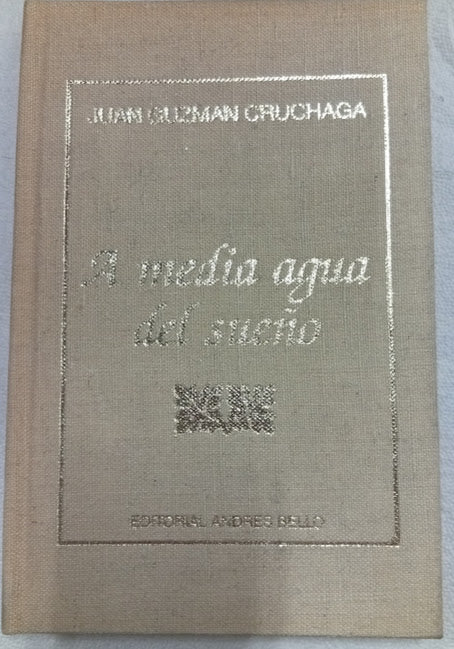 JUAN GUZMAN CRUCHAGA
A media agua
del sueño
EDITORIAL ANDRES BELLO